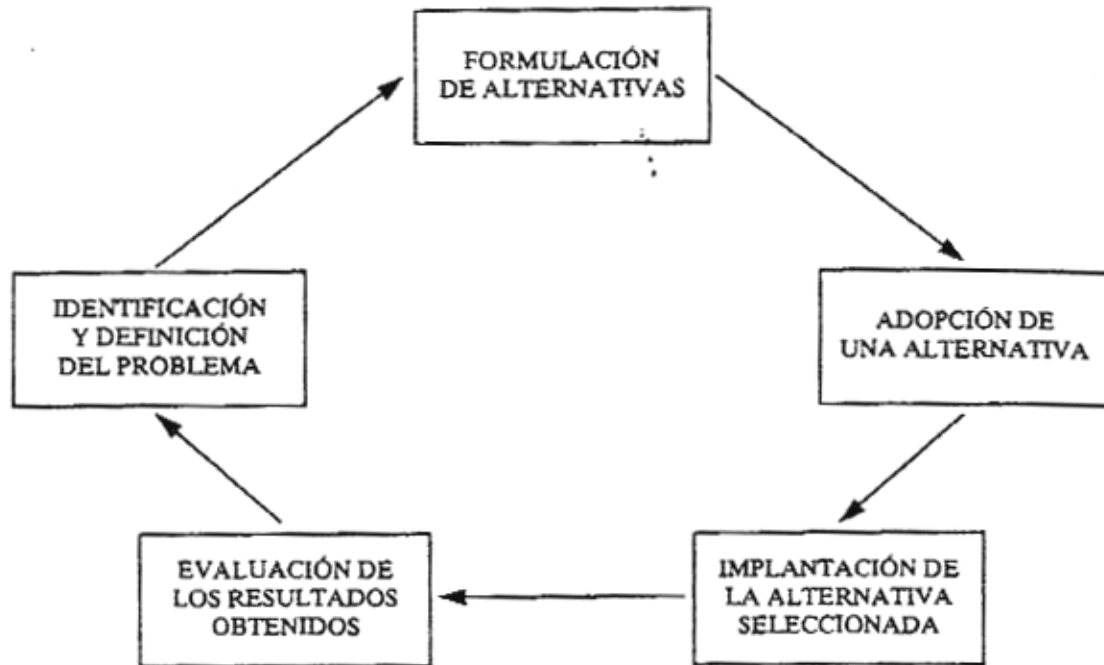 FORMULACIÓN
DE ALTERNATIVAS
IDENTIFICACIÓN
Y DEFINICIÓN
DEL PROBLEMA
ADOPCIÓN DE
UNA ALTERNATIVA
EVALUACIÓN DE
LOS RESULTADOS
OBTENIDOS
IMPLANTACIÓN DE
LA ALTERNATIVA
SELECCIONADA